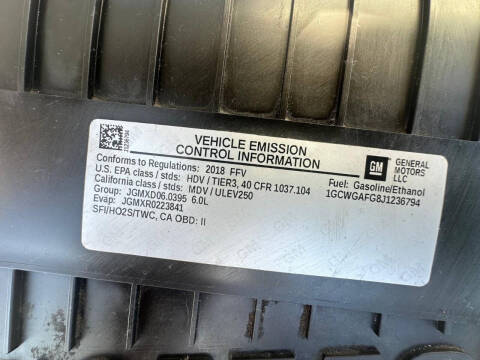 VEHICLE EMISSION
CONTROL INFORMATION
Conforms to Regulations: 2018 FFV
U.S. EPA class / stds: HDV / TIER3, 40 CFR 1037.104
California class / stds: MDV / ULEV250
Group: JGMXD06.0395 6.0L
Evap: JGMXR0223841
SFI/HO2S/TWC, CA OBD: II
GM
GENERAL
MOTORS
LLC
Fuel: Gasoline/Ethanol
1GCWGAFG8J1236794